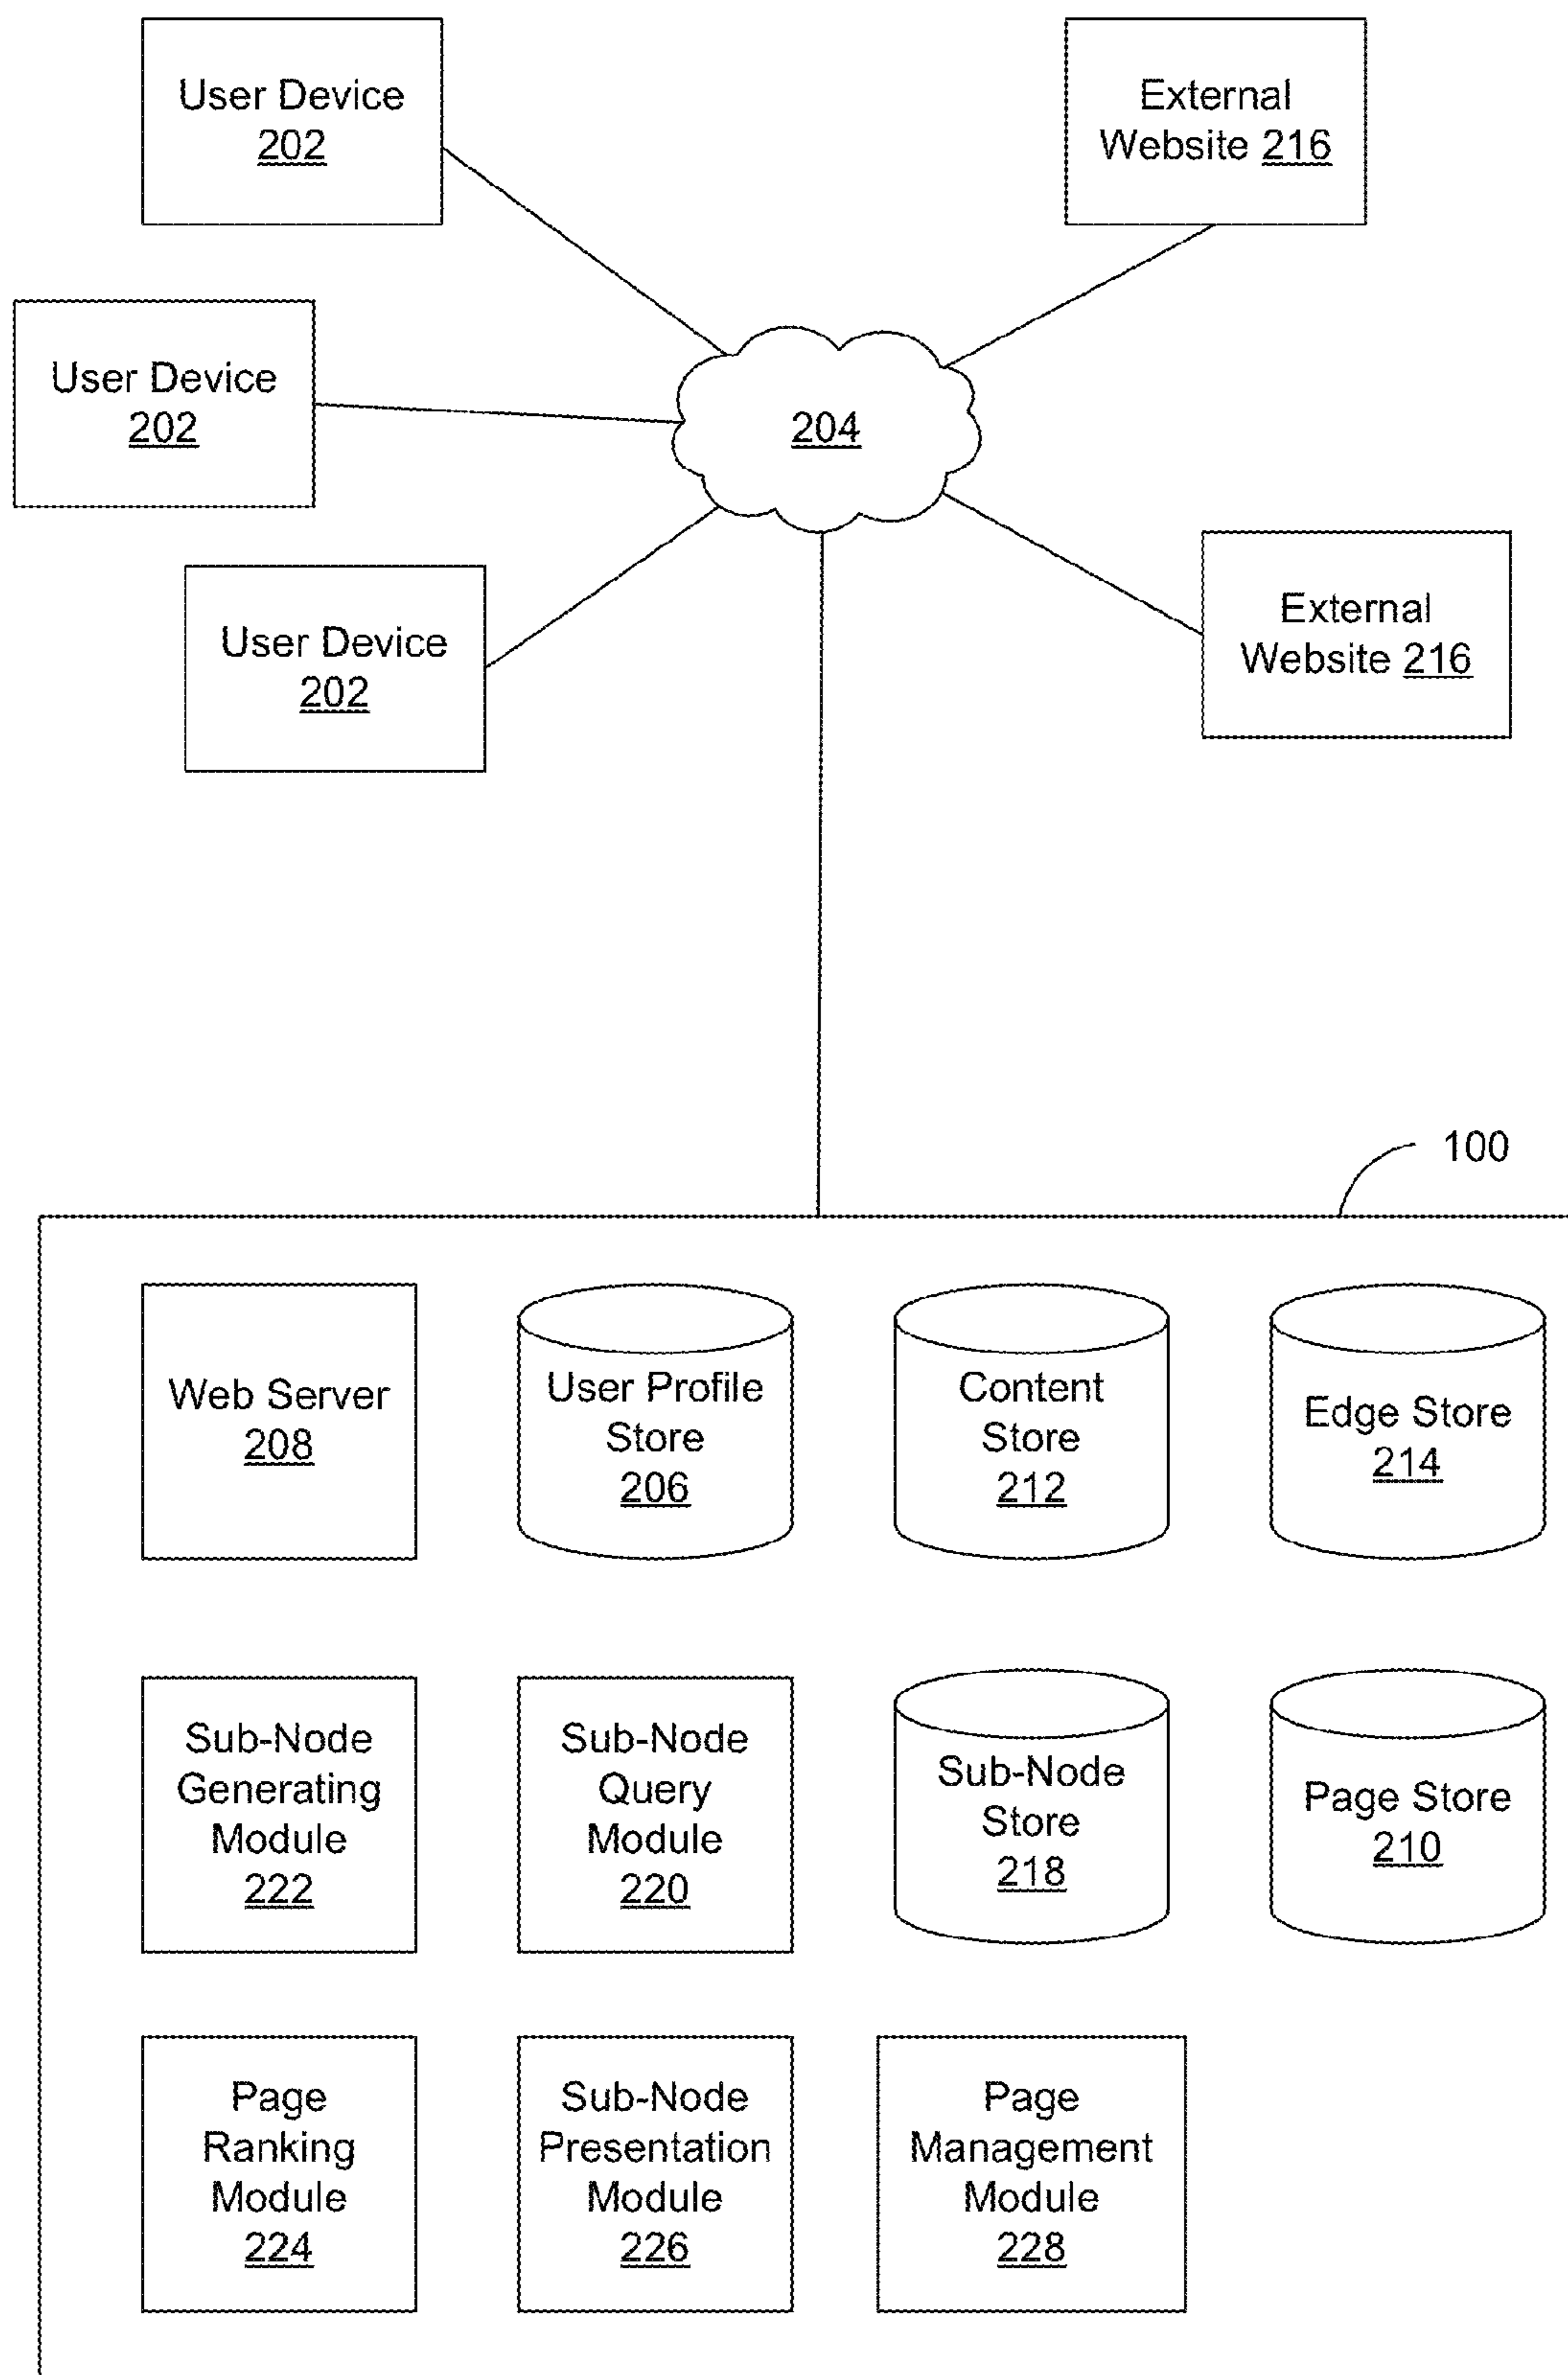 User Device
202
External
Website 216
User Device
202
204
User Device
202
External
Website 216
100
Web Server
208
User Profile
Store
206
Content
Store
212
Edge Store
214
Sub-Node
Generating
Module
222
Sub-Node
Query
Module
220
Sub-Node
Store
218
Page Store
210
Page
Ranking
Module
224
Sub-Node
Presentation
Module
226
Page
Management
Module
228